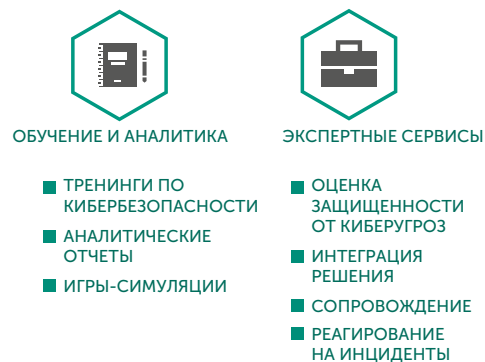 ОБУЧЕНИЕ И АНАЛИТИКА
ТРЕНИНГИ ПО
КИБЕРБЕЗОПАСНОСТИ
АНАЛИТИЧЕСКИЕ
ОТЧЕТЫ
ИГРЫ-СИМУЛЯЦИИ
ЭКСПЕРТНЫЕ СЕРВИСЫ
ОЦЕНКА
ЗАЩИЩЕННОСТИ
ОТ КИБЕРУГРОЗ
ИНТЕГРАЦИЯ
РЕШЕНИЯ
СОПРОВОЖДЕНИЕ
РЕАГИРОВАНИЕ
НА ИНЦИДЕНТЫ